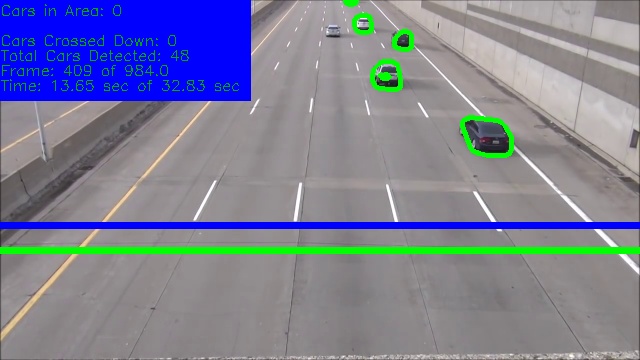 Cars in Area: 0
Cars Crossed Down: 0
Total Cars Detected: 48
Frame: 409 of 984.0
Time: 13.65 sec of 32.83 sec